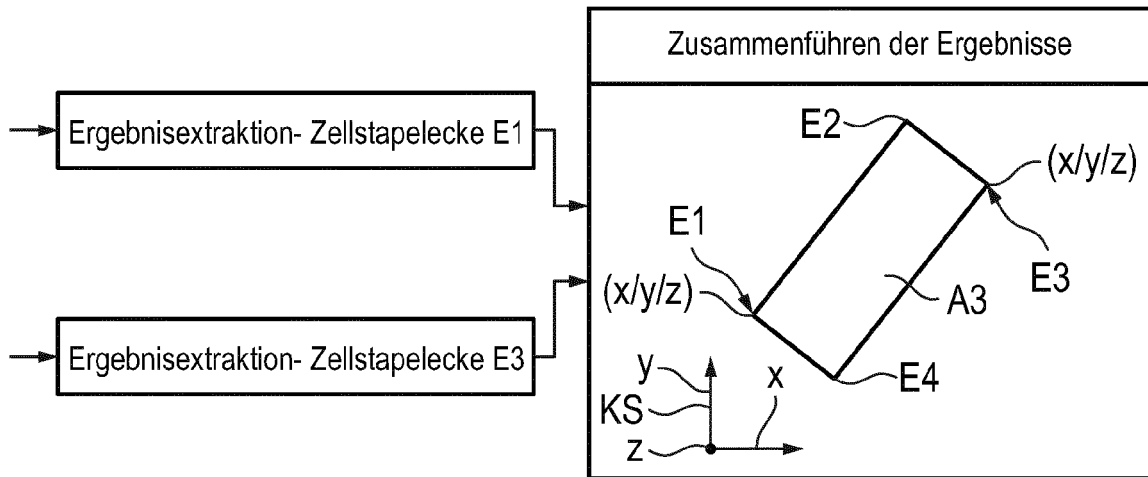 Zusammenführen der Ergebnisse
Ergebnisextraktion- Zellstapelecke E1
Ergebnisextraktion- Zellstapelecke E3
E2
(x/y/z)
E1
E3
(x/y/z)
A3
E4
y
x
KS
z